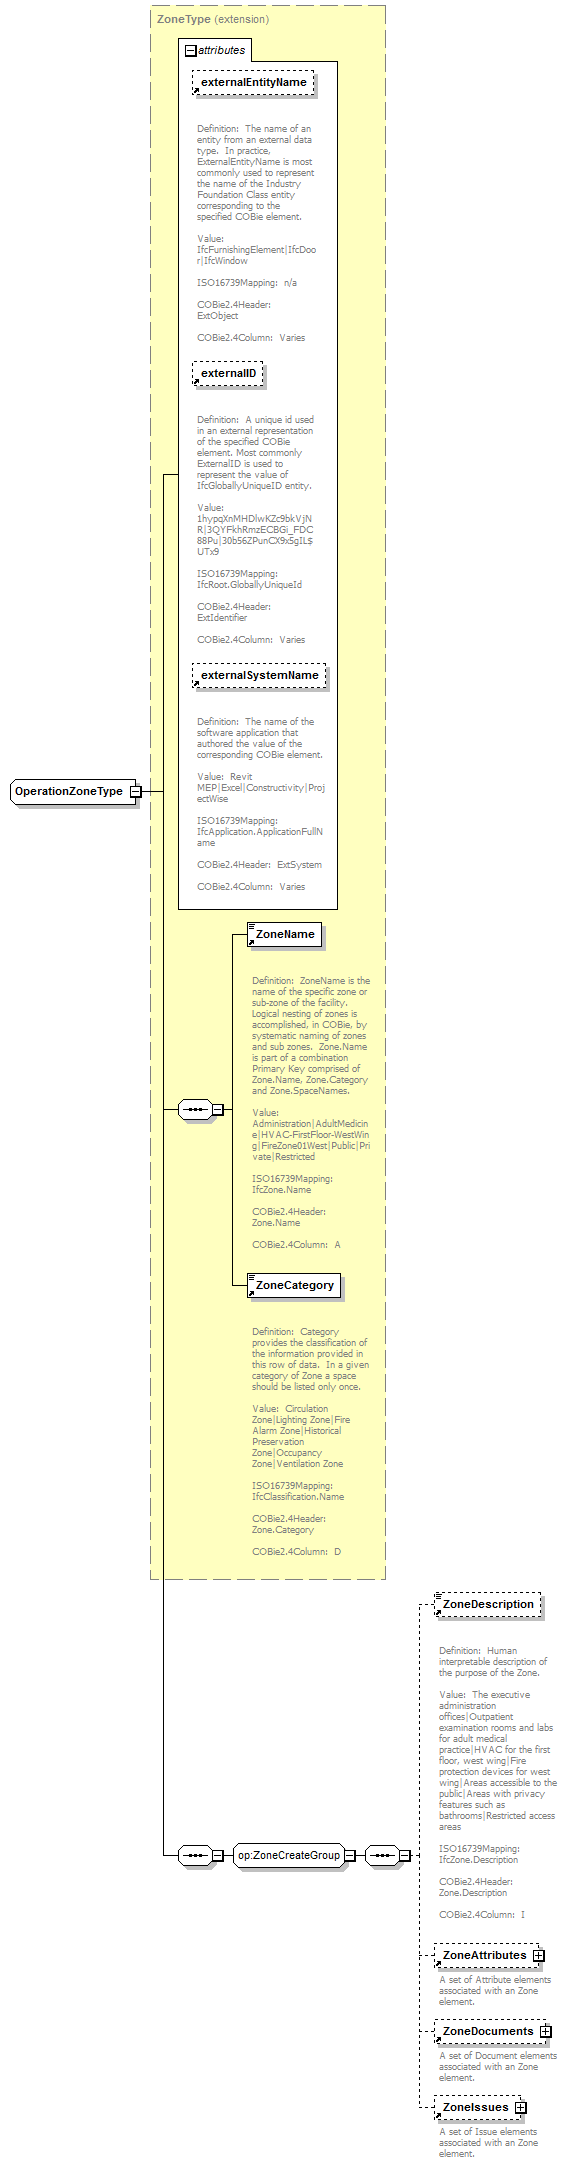 ZoneType (extension)
attributes
externalEntityName
Definition:  The name of an
entity from an external data
type.  In practice,
ExternalEntityName is most
commonly used to represent
the name of the Industry
Foundation Class entity
corresponding to the
specified COBie element.
Value:
IfcFurnishingElement|IfcDoo
r|IfcWindow
ISO16739Mapping:  n/a
COBie2.4Header:
ExtObject
COBie2.4Column:  Varies
externalID
Definition:  A unique id used
in an external representation
of the specified COBie
element. Most commonly
ExternalID is used to
represent the value of
IfcGloballyUniqueID entity.
Value:
1hypqXnMHDlwKZc9bkVjN
R|3QYFkhRmzECBGi_FDC
88Pu|30b56ZPunCX9x5gIL$
UTx9
ISO16739Mapping:
IfcRoot.GloballyUniqueId
COBie2.4Header:
ExtIdentifier
COBie2.4Column:  Varies
externalSystemName
Definition:  The name of the
software application that
authored the value of the
corresponding COBie element.
Value:  Revit
MEP|Excel|Constructivity|Proj
ectWise
ISO16739Mapping:
IfcApplication.ApplicationFullN
ame
COBie2.4Header:  ExtSystem
COBie2.4Column:  Varies
OperationZoneType
ZoneName
Definition:  ZoneName is the
name of the specific zone or
sub-zone of the facility.
Logical nesting of zones is
accomplished, in COBie, by
systematic naming of zones
and sub zones.  Zone.Name
is part of a combination
Primary Key comprised of
Zone.Name, Zone.Category
and Zone.SpaceNames.
Value:
Administration|AdultMedicin
e|HVAC-FirstFloor-WestWin
g|FireZone01West|Public|Pri
vate|Restricted
ISO16739Mapping:
IfcZone.Name
COBie2.4Header:
Zone.Name
COBie2.4Column:  A
ZoneCategory
Definition:  Category
provides the classification of
the information provided in
this row of data.  In a given
category of Zone a space
should be listed only once.
Value:  Circulation
Zone|Lighting Zone|Fire
Alarm Zone|Historical
Preservation
Zone|Occupancy
Zone|Ventilation Zone
ISO16739Mapping:
IfcClassification.Name
COBie2.4Header:
Zone.Category
COBie2.4Column:  D
ZoneDescription
Definition:  Human
interpretable description of
the purpose of the Zone.
Value:  The executive
administration
offices|Outpatient
examination rooms and labs
for adult medical
practice|HVAC for the first
floor, west wing|Fire
protection devices for west
wing|Areas accessible to the
public|Areas with privacy
features such as
bathrooms|Restricted access
areas
ISO16739Mapping:
IfcZone.Description
COBie2.4Header:
Zone.Description
COBie2.4Column:  I
op:ZoneCreateGroup
ZoneAttributes
A set of Attribute elements
associated with an Zone
element.
ZoneDocuments
A set of Document elements
associated with an Zone
element.
ZoneIssues
A set of Issue elements
associated with an Zone
element.